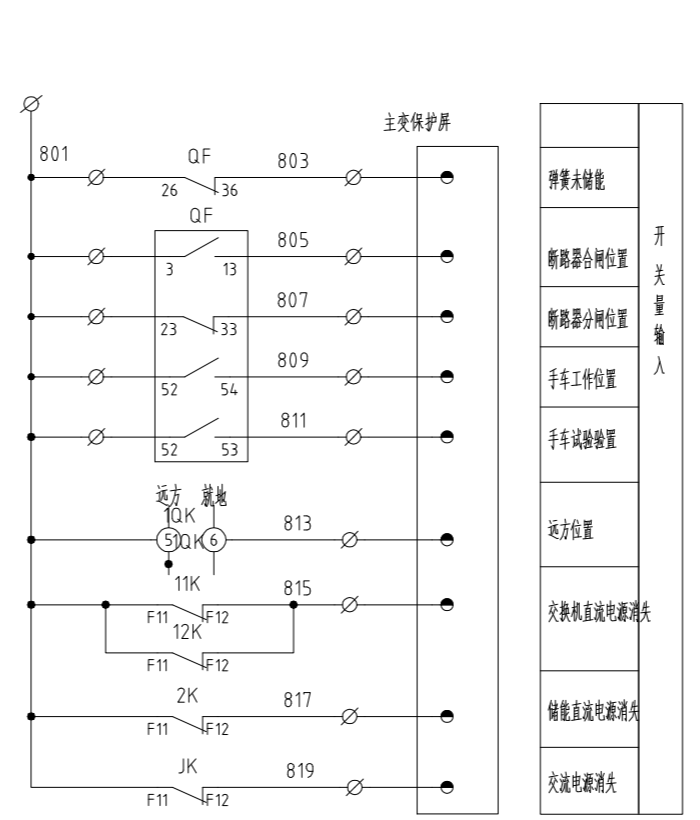 主变保护屏
801
QF
803
26
36
弹簧未储能
QF
805
3
13
断路器合闸位置
开关量输入
807
23
33
断路器分闸位置
809
52
54
手车工作位置
811
52
53
手车试验验置
远方 就地
1QK
813
5
1QK
6
远方位置
11K
815
F11
F12
交换机直流电源消失
12K
F11
F12
2K
817
F11
F12
储能直流电源消失
JK
819
F11
F12
交流电源消失